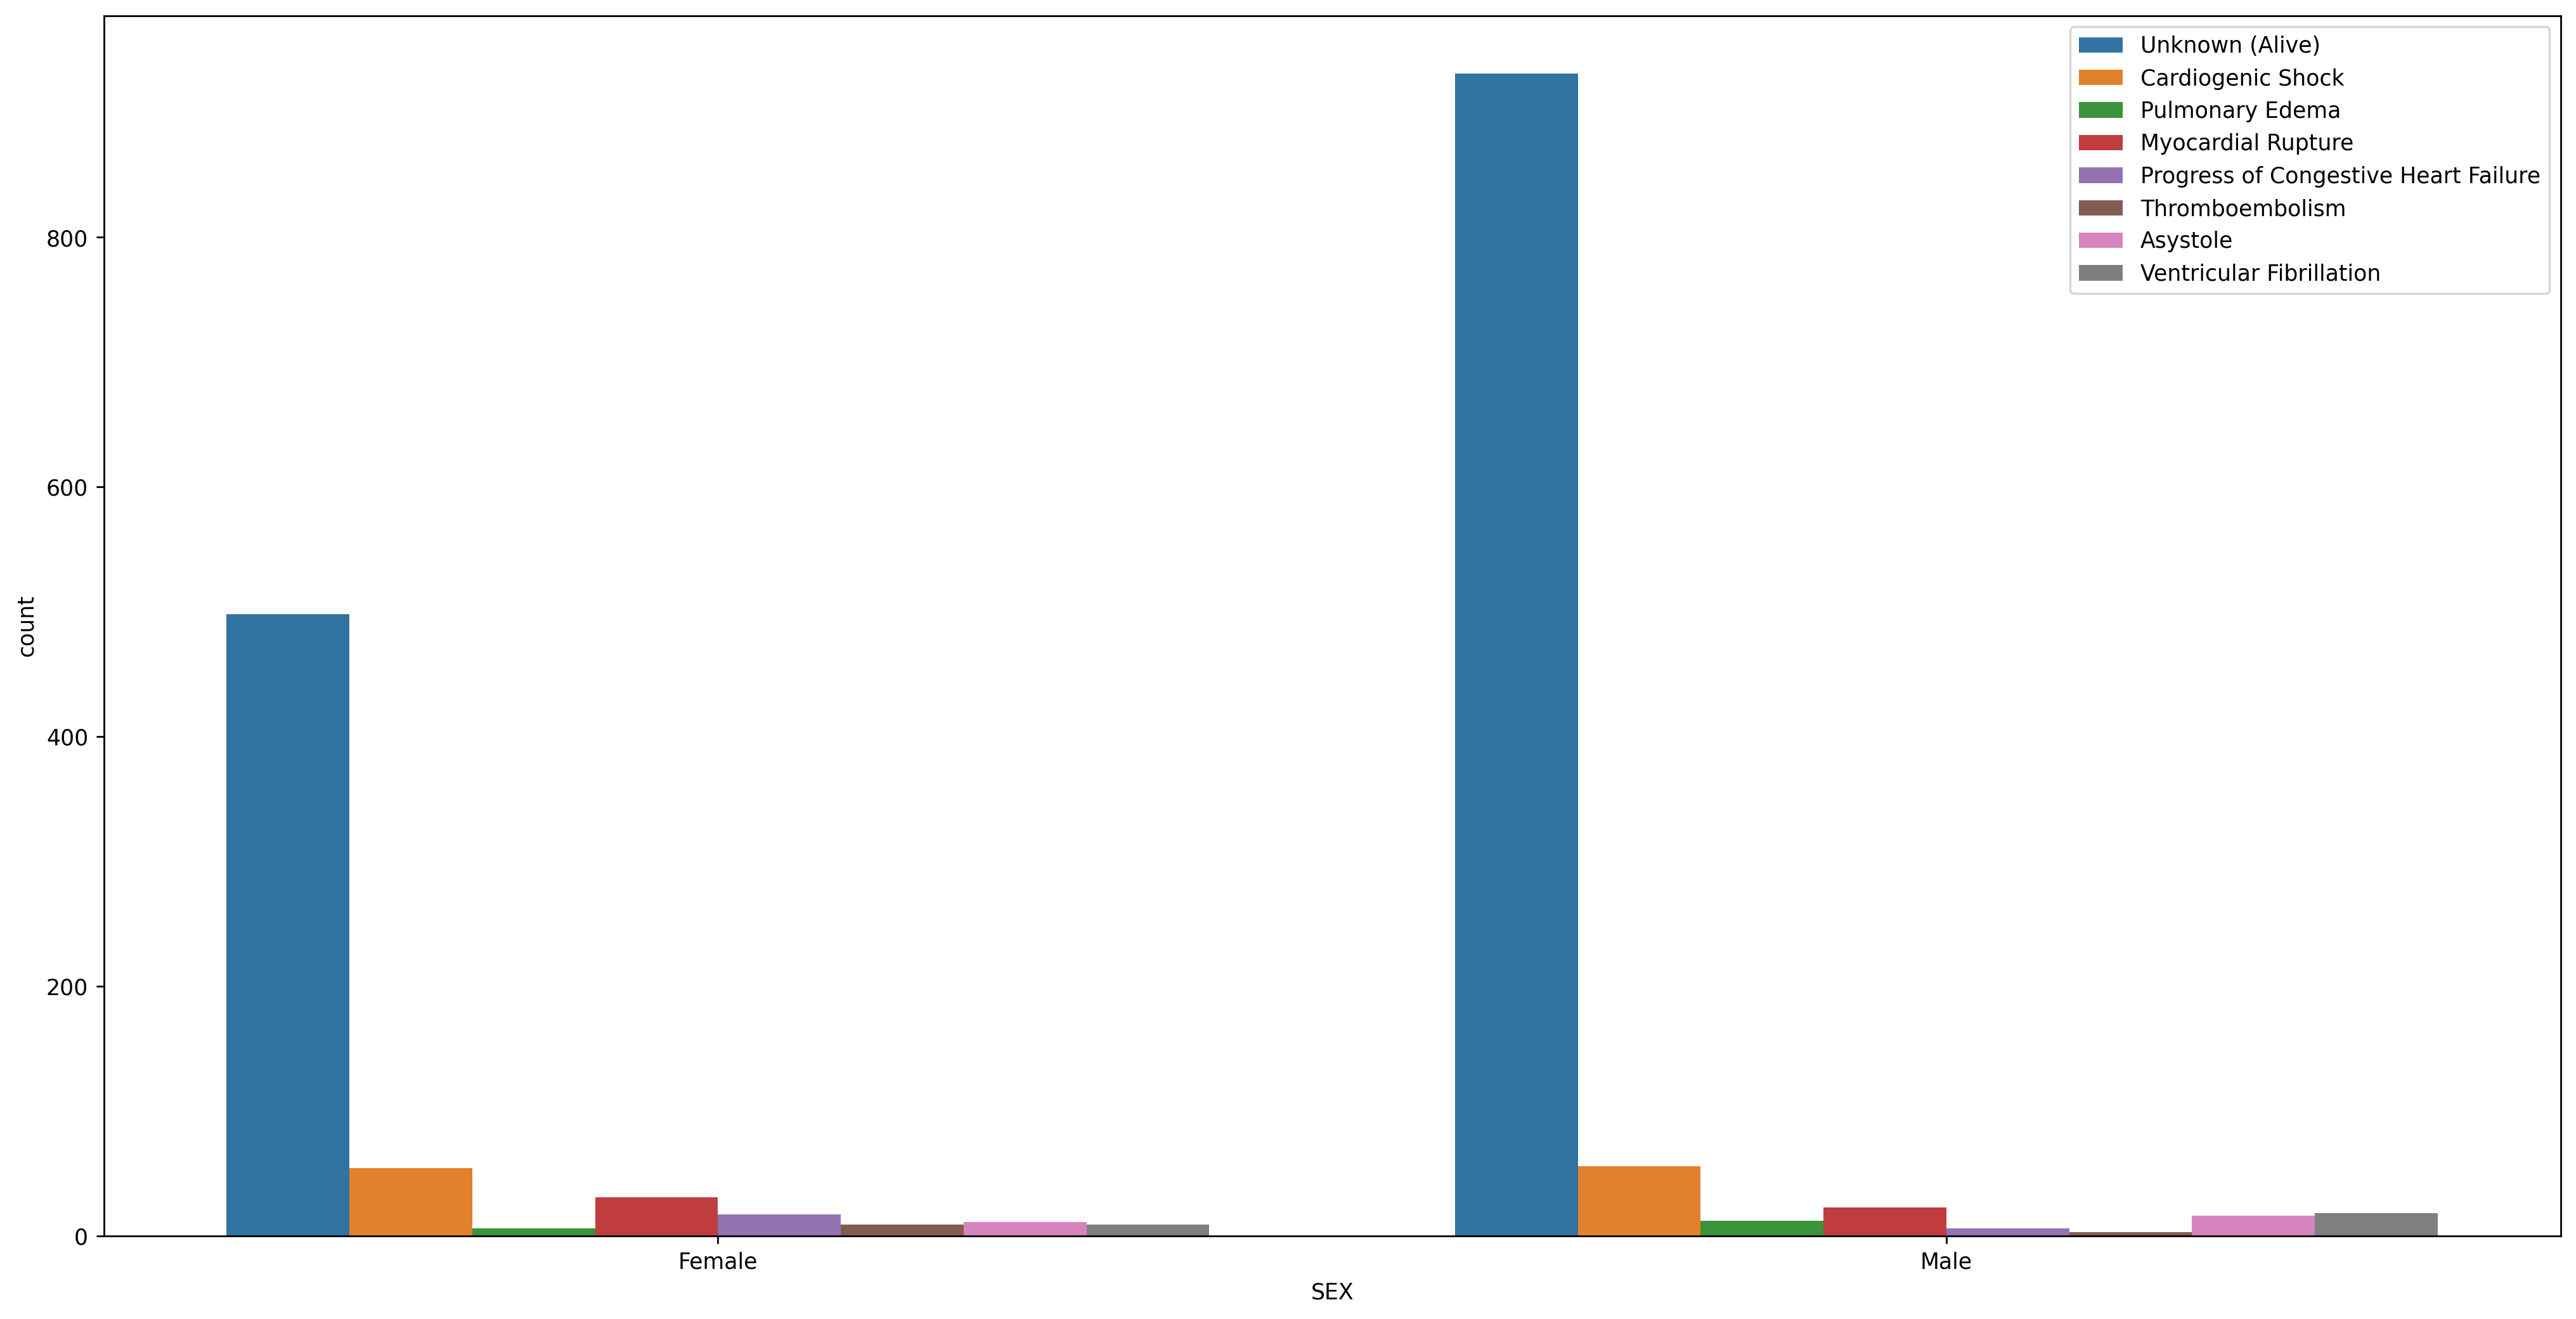 Unknown (Alive)
Cardiogenic Shock
Pulmonary Edema
Myocardial Rupture
Progress of Congestive Heart Failure
Thromboembolism
Asystole
Ventricular Fibrillation
800
600
400
200
0
count
Female
Male
SEX